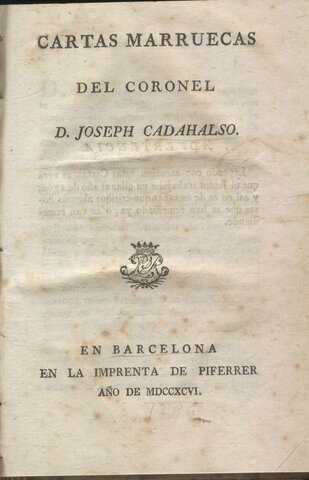 CARTAS MARRUECAS
DEL CORONEL
D. JOSEPH CADAHALSO.
EN BARCELONA
EN LA IMPRENTA DE PIFERRER
AÑO DE MDCCXCVI.